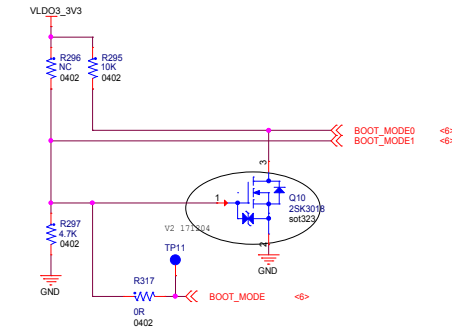 VLDO3_3V3
R296
NC
0402
R295
10K
0402
BOOT_MODE0 <6>
BOOT_MODE1 <6>
3
1
Q10
2SK3018
sot323
V2 171204
2
R297
4.7K
0402
TP11
GND
GND
R317
BOOT_MODE <6>
0R
0402